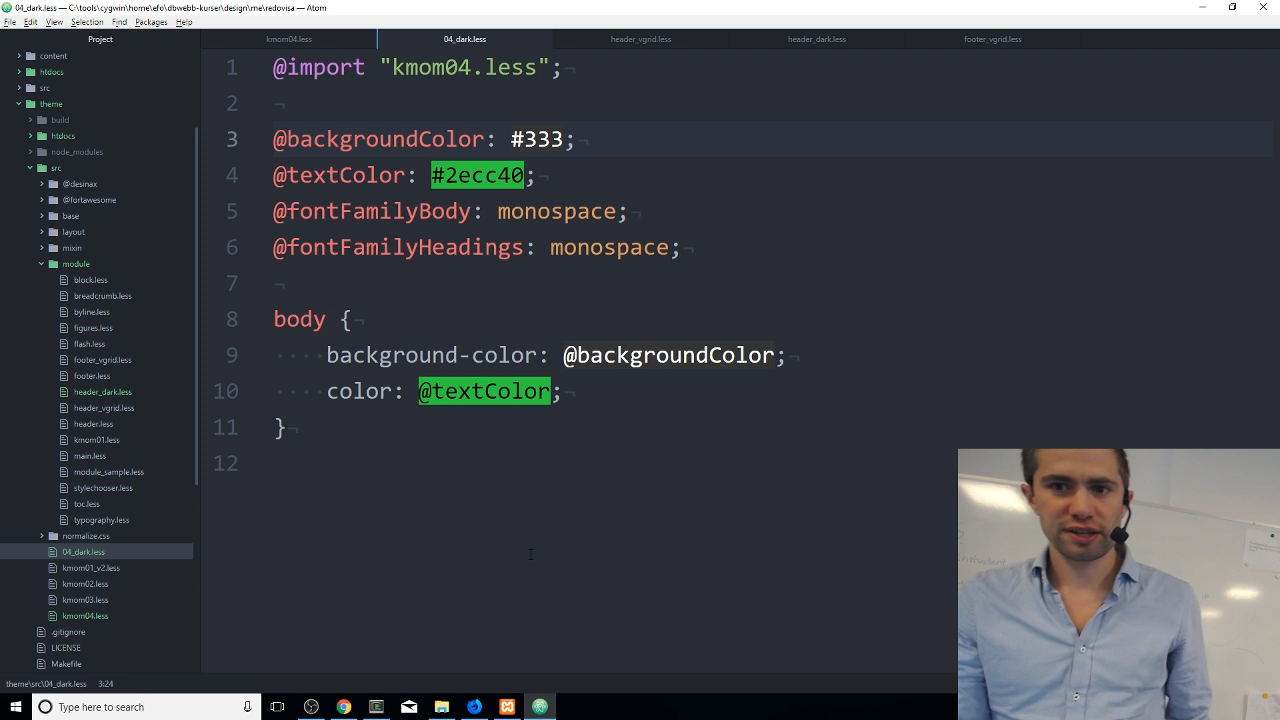 04_dark.less — C:\tools\cygwin\home\efo\dbwebb-kurser\design\me\redovisa — Atom
File Edit View Selection Find Packages Help
Project
kmom04.less 04_dark.less header_vgrid.less header_dark.less footer_vgrid.less
content
htdocs
src
theme
build
htdocs
node_modules
src
@desinax
@fortawesome
base
layout
mixin
module
block.less
breadcrumb.less
byline.less
figures.less
flash.less
footer_vgrid.less
footer.less
header_dark.less
header_vgrid.less
header.less
kmom01.less
main.less
module_sample.less
stylechooser.less
toc.less
typography.less
normalize.css
04_dark.less
kmom01_v2.less
kmom02.less
kmom03.less
kmom04.less
.gitignore
LICENSE
Makefile
1 @import "kmom04.less";¬
2 ¬
3 @backgroundColor: #333;¬
4 @textColor: #2ecc40;¬
5 @fontFamilyBody: monospace;¬
6 @fontFamilyHeadings: monospace;¬
7 ¬
8 body {¬
9 ····background-color: @backgroundColor;¬
10 ····color: @textColor;¬
11 }¬
12
theme\src\04_dark.less 3:24
Type here to search